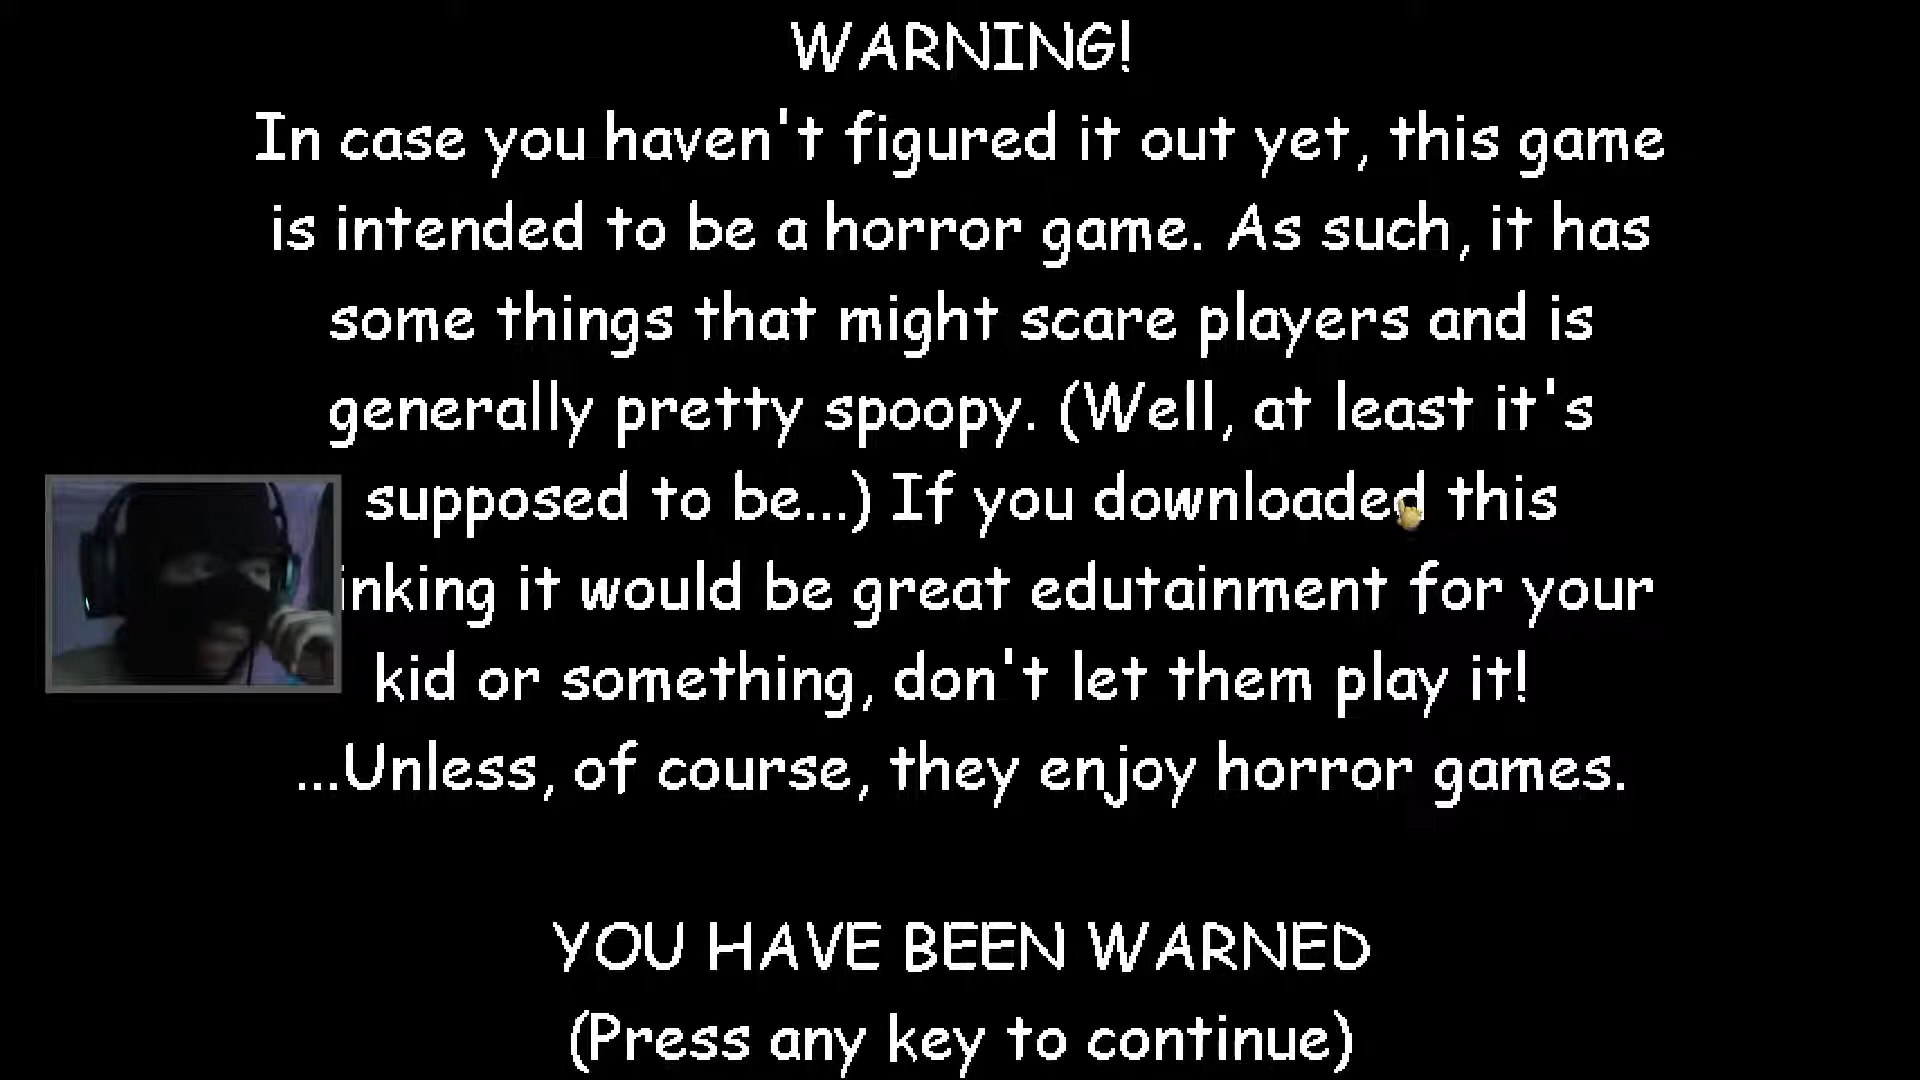 WARNING!
In case you haven't figured it out yet, this game
is intended to be a horror game. As such, it has
some things that might scare players and is
generally pretty spoopy. (Well, at least it's
supposed to be...) If you downloaded this
inking it would be great edutainment for your
kid or something, don't let them play it!
...Unless, of course, they enjoy horror games.
YOU HAVE BEEN WARNED
(Press any key to continue)